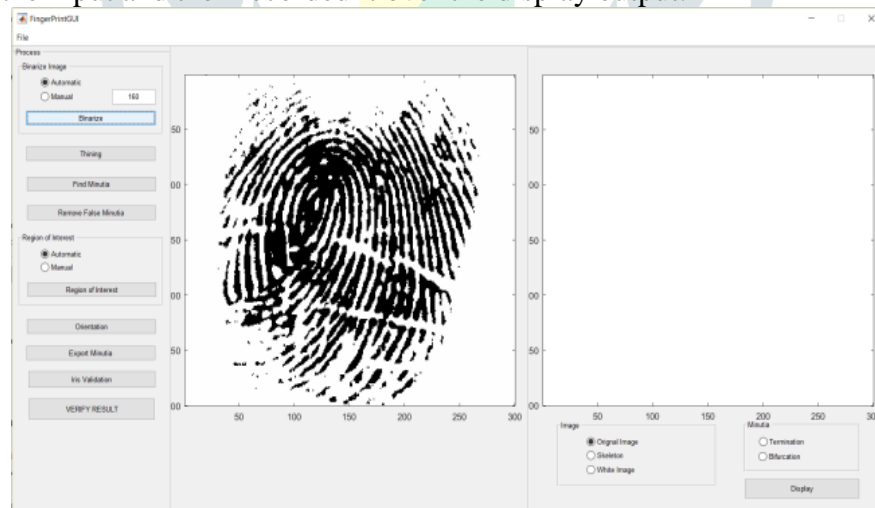 display output.
FingerPrintGUI
File
Process
Binarize Image
Automatic
Manual 160
Binarize
Thining
Find Minutia
Remove False Minutia
Region of Interest
Automatic
Manual
Region of Interest
Orientation
Export Minutia
Iris Validation
VERIFY RESULT
50
00
50
00
50
00
50 100 150 200 250 300
50
00
50
00
50
00
50 100 150 200 250 30
Image
Orignal Image
Skeleton
White Image
Minutia
Termination
Bifurcation
Display